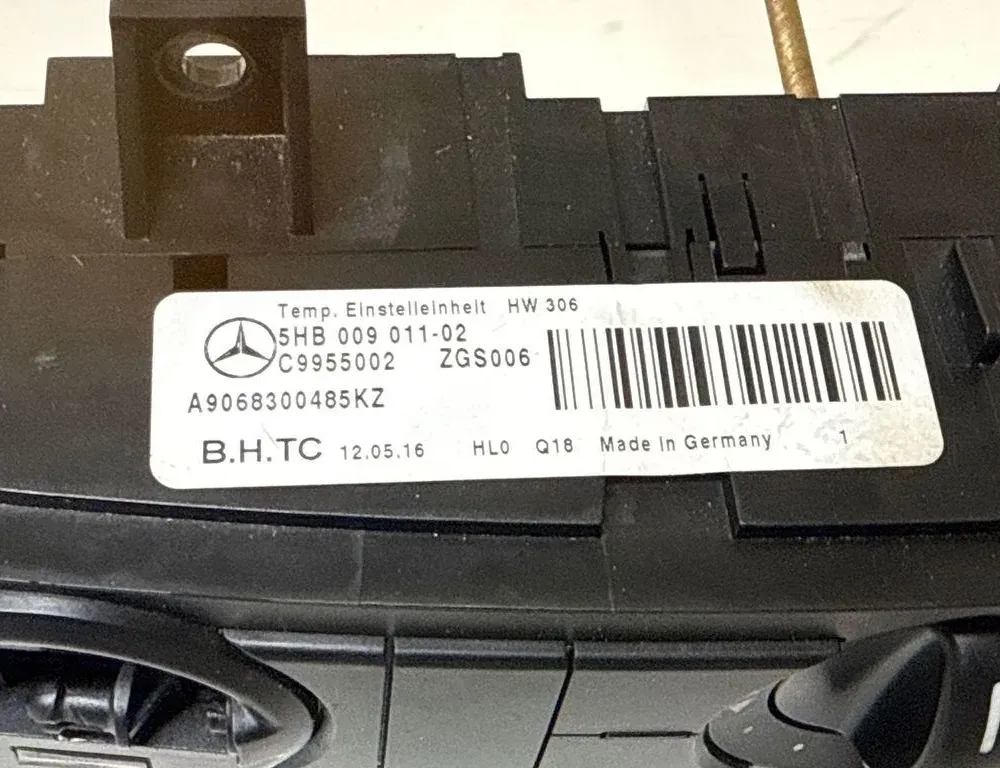 Temp. Einstelleinheit HW 306
5HB 009 011-02
C9955002 ZGS006
A9068300485KZ
B.H.TC 12.05.16 HL0 Q18 Made In Germany 1